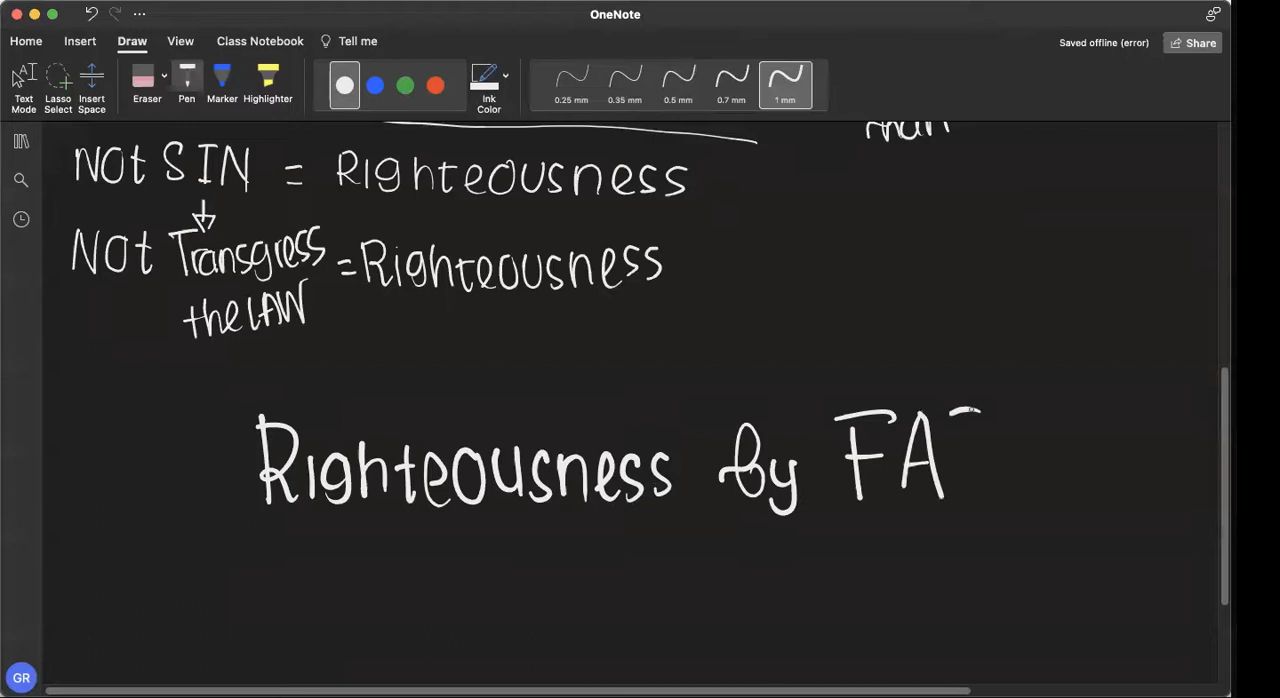 OneNote
Home Insert Draw View Class Notebook Tell me
Saved offline (error) Share
Text Mode
Lasso Select
Insert Space
Eraser Pen Marker Highlighter
Ink Color
0.25 mm 0.35 mm 0.5 mm 0.7 mm 1 mm
than
NOt SIN = Righteousness
NOt Transgress = Righteousness
the LAW
Righteousness by FA
GR